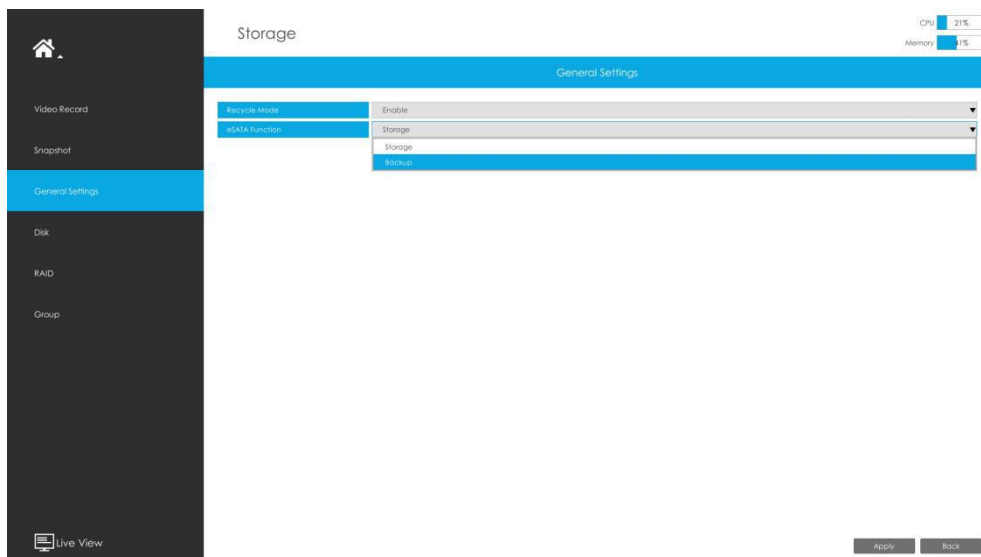 Storage
CPU 21%
Memory 41%
General Settings
Video Record
Snapshot
General Settings
Disk
RAID
Group
Recycle Mode Enable
eSATA Function Storage
Storage
Backup
Live View
Apply Back